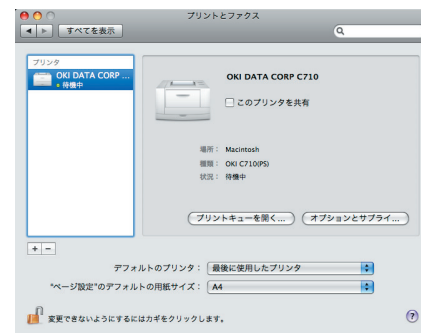 プリントとファクス
すべてを表示
プリンタ
OKI DATA CORP ...
待機中
OKI DATA CORP C710
このプリンタを共有
場所： Macintosh
種類： OKI C710(PS)
状況： 待機中
プリントキューを開く...
オプションとサプライ...
+ −
デフォルトのプリンタ： 最後に使用したプリンタ
"ページ設定"のデフォルトの用紙サイズ： A4
変更できないようにするにはカギをクリックします。
?